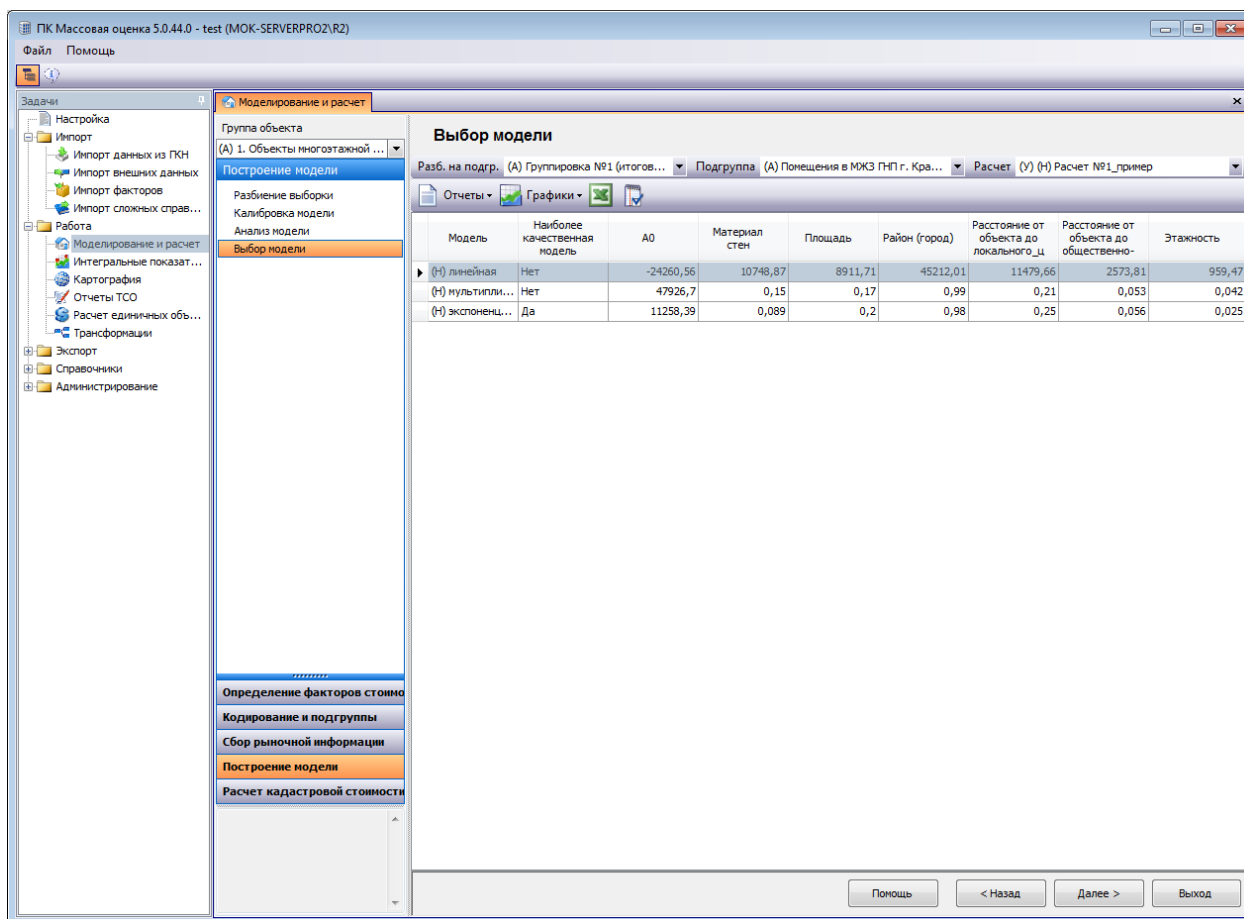 ПК Массовая оценка 5.0.44.0 - test (MOK-SERVERPRO2\R2)
Файл Помощь
Задачи
Настройка
Импорт
Импорт данных из ГКН
Импорт внешних данных
Импорт факторов
Импорт сложных справ...
Работа
Моделирование и расчет
Интегральные показат...
Картография
Отчеты ТСО
Расчет единичных объ...
Трансформации
Экспорт
Справочники
Администрирование
Моделирование и расчет
Группа объекта
(А) 1. Объекты многоэтажной ...
Построение модели
Разбиение выборки
Калибровка модели
Анализ модели
Выбор модели
Определение факторов стоимо
Кодирование и подгруппы
Сбор рыночной информации
Построение модели
Расчет кадастровой стоимости
Выбор модели
Разб. на подгр. (А) Группировка №1 (итогов... Подгруппа (А) Помещения в МЖЗ ГНП г. Кра... Расчет (У) (Н) Расчет №1_пример
Отчеты Графики
Модель Наиболее качественная модель А0 Материал стен Площадь Район (город) Расстояние от объекта до локального_ц Расстояние от объекта до общественно- Этажность
(Н) линейная Нет -24260,56 10748,87 8911,71 45212,01 11479,66 2573,81 959,47
(Н) мультипли... Нет 47926,7 0,15 0,17 0,99 0,21 0,053 0,042
(Н) экспоненц... Да 11258,39 0,089 0,2 0,98 0,25 0,056 0,025
Помощь < Назад Далее > Выход